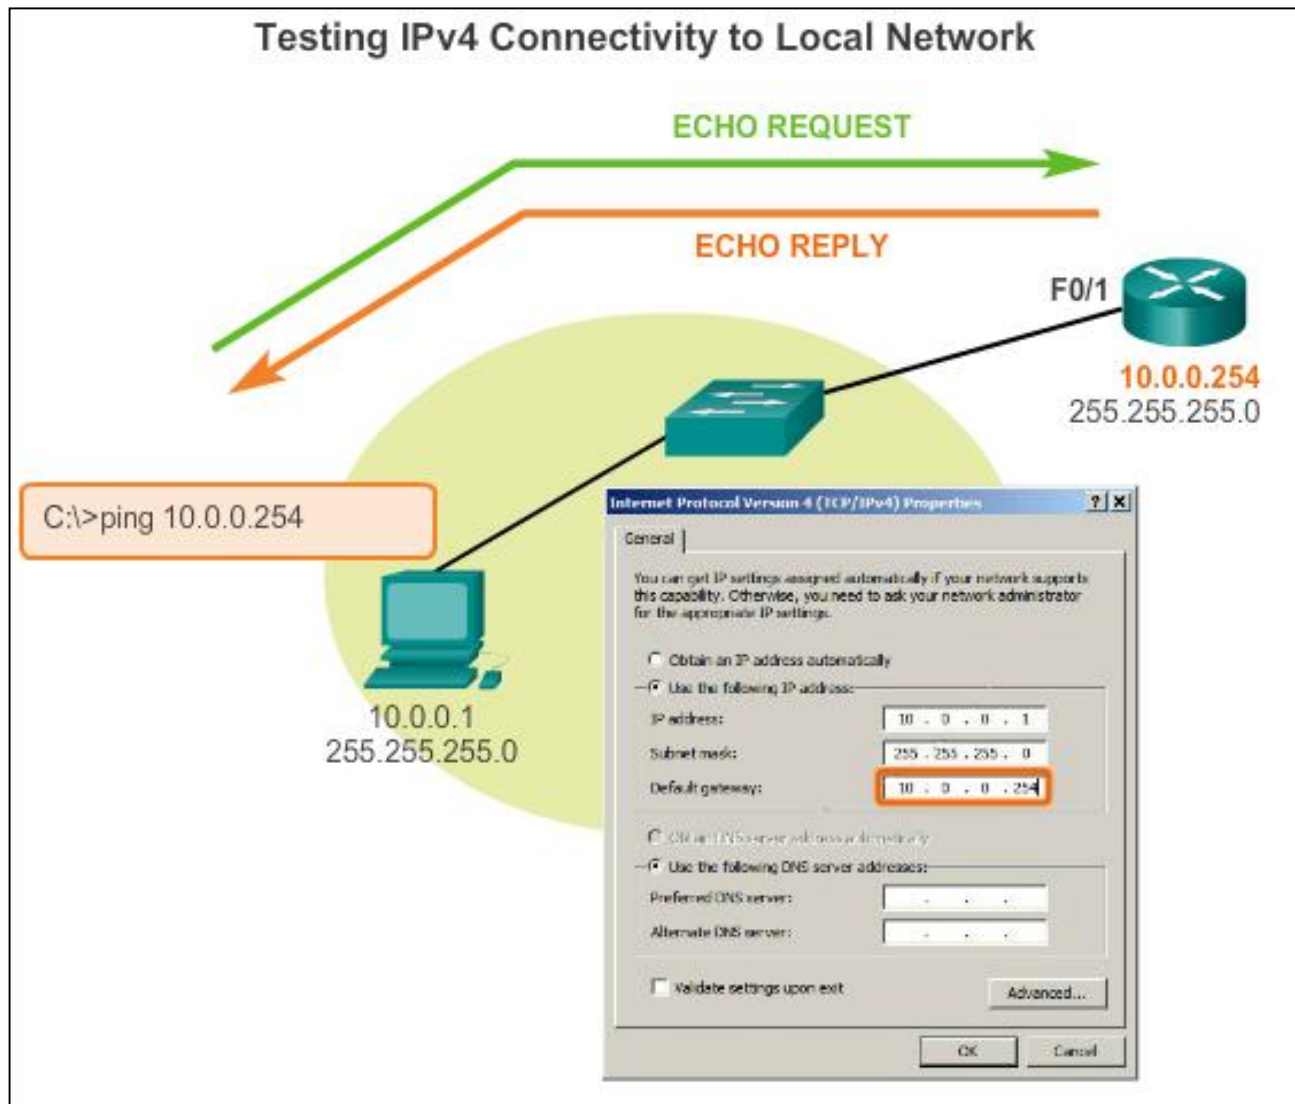 Testing IPv4 Connectivity to Local Network
ECHO REQUEST
ECHO REPLY
F0/1
10.0.0.254
255.255.255.0
C:\>ping 10.0.0.254
10.0.0.1
255.255.255.0
Internet Protocol Version 4 (TCP/IPv4) Properties
General
You can get IP settings assigned automatically if your network supports
this capability. Otherwise, you need to ask your network administrator
for the appropriate IP settings.
Obtain an IP address automatically
Use the following IP address:
IP address: 10 . 0 . 0 . 1
Subnet mask: 255 . 255 . 255 . 0
Default gateway: 10 . 0 . 0 . 254
Obtain DNS server address automatically
Use the following DNS server addresses:
Preferred DNS server: . . .
Alternate DNS server: . . .
Validate settings upon exit
Advanced...
OK Cancel